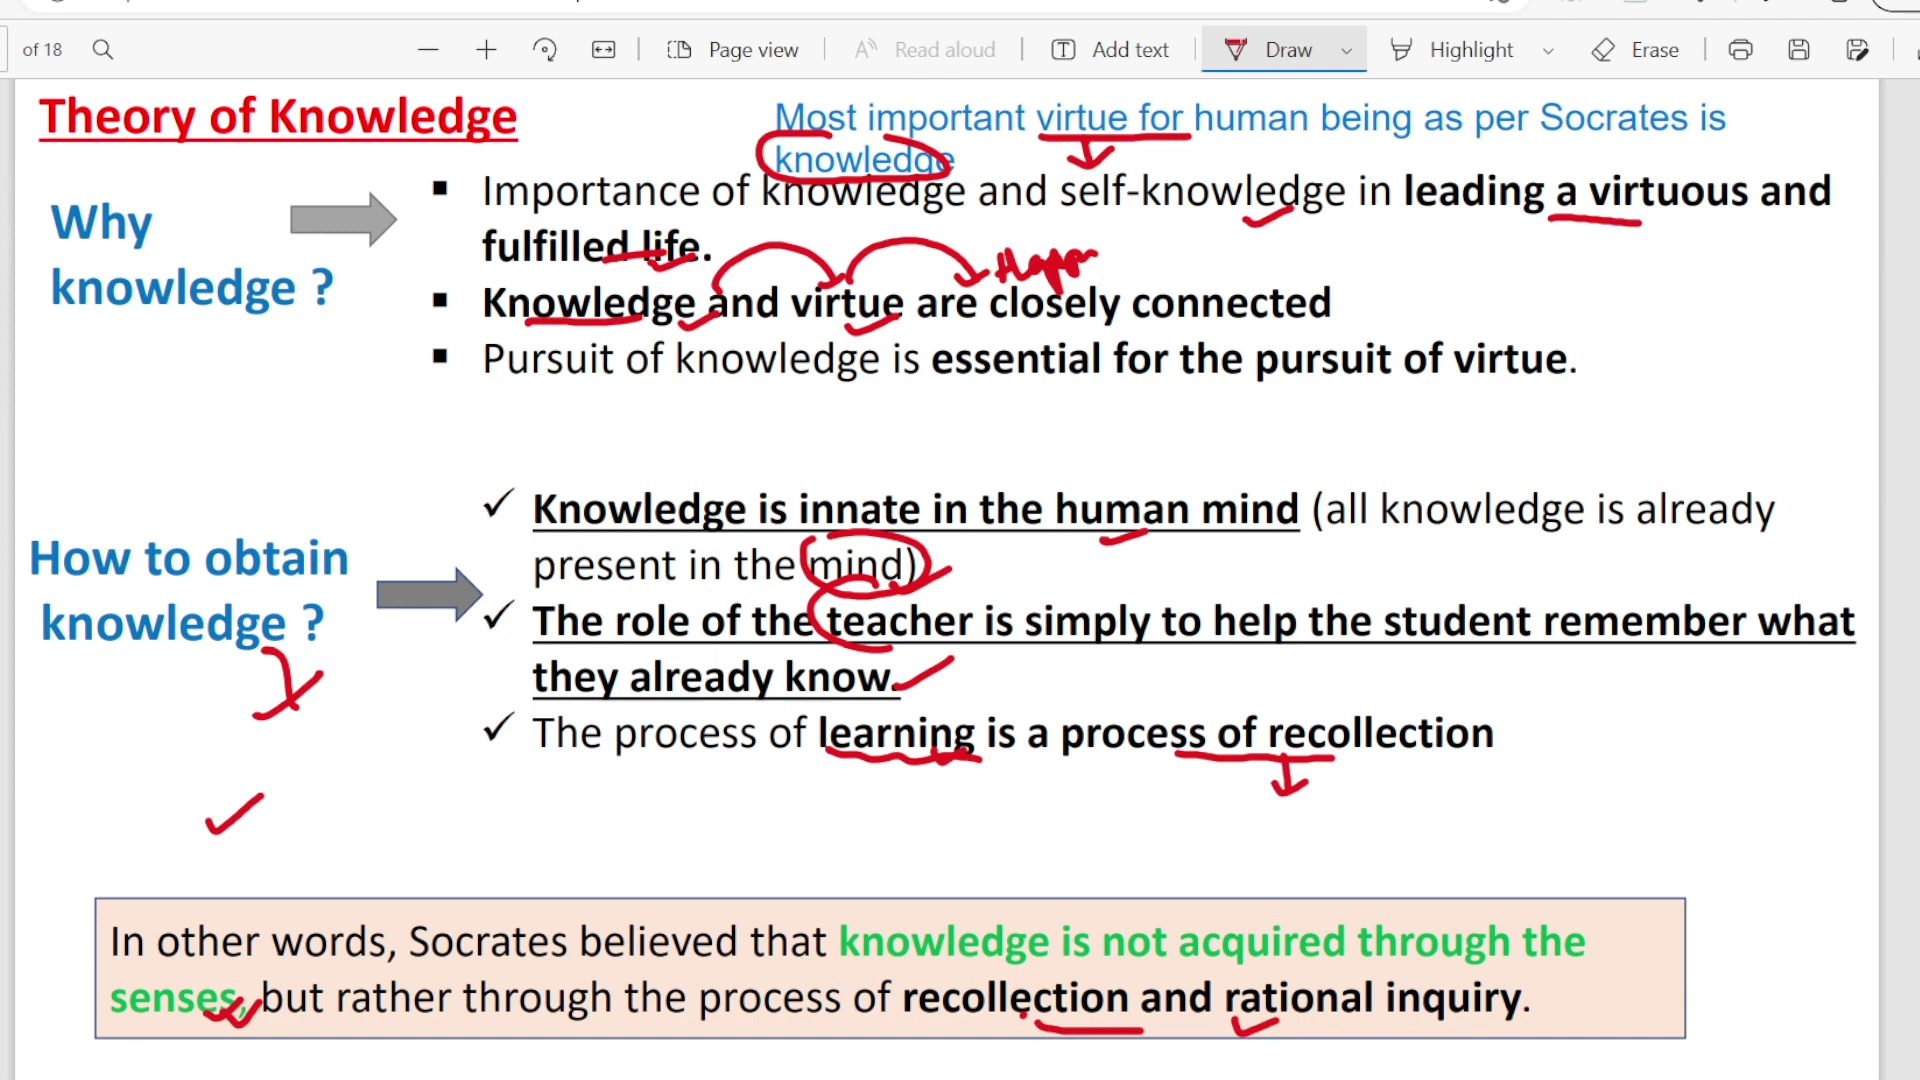 of 18
Page view
Read aloud
Add text
Draw
Highlight
Erase
Theory of Knowledge
Most important virtue for human being as per Socrates is
knowledge
Why
knowledge ?
▪ Importance of knowledge and self-knowledge in leading a virtuous and
fulfilled life.
▪ Knowledge and virtue are closely connected
▪ Pursuit of knowledge is essential for the pursuit of virtue.
How to obtain
knowledge ?
✓ Knowledge is innate in the human mind (all knowledge is already
present in the mind)
✓ The role of the teacher is simply to help the student remember what
they already know.
✓ The process of learning is a process of recollection
In other words, Socrates believed that knowledge is not acquired through the
senses, but rather through the process of recollection and rational inquiry.